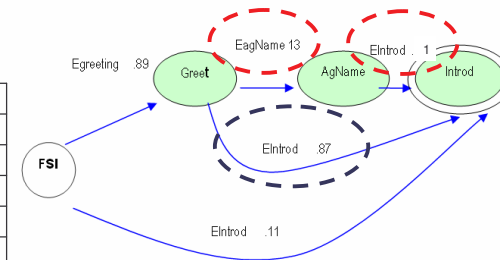 EagName 13
EIntrod . 1
Egreeting .89
Greet
AgName
Introd
EIntrod .87
FSI
EIntrod .11